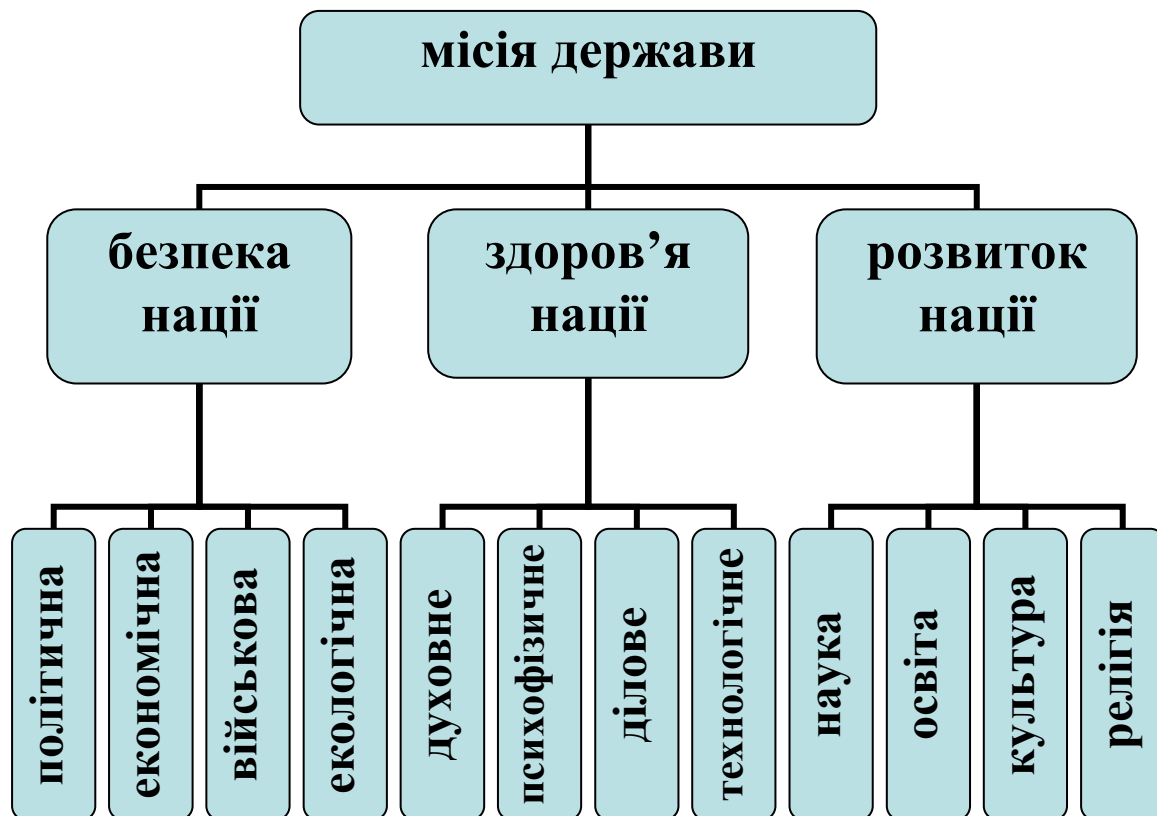 місія держави
безпека
нації
здоров’я
нації
розвиток
нації
політична
економічна
військова
екологічна
духовне
психофізичне
ділове
технологічне
наука
освіта
культура
релігія